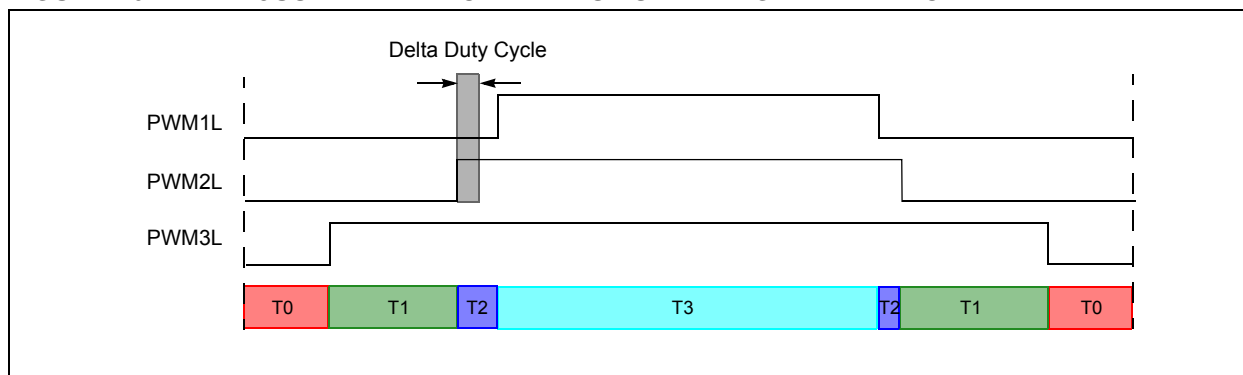 Delta Duty Cycle
PWM1L
PWM2L
PWM3L
T0 T1 T2 T3 T2 T1 T0